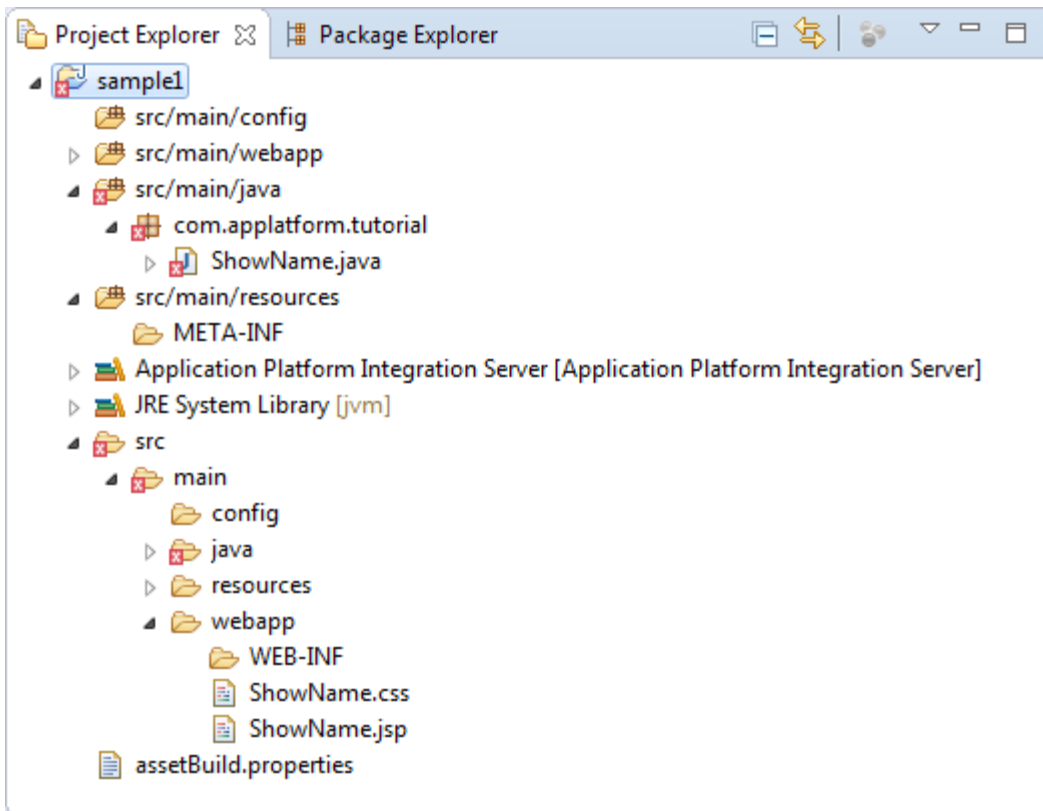 Project Explorer Package Explorer
sample1
src/main/config
src/main/webapp
src/main/java
com.applatform.tutorial
ShowName.java
src/main/resources
META-INF
Application Platform Integration Server [Application Platform Integration Server]
JRE System Library [jvm]
src
main
config
java
resources
webapp
WEB-INF
ShowName.css
ShowName.jsp
assetBuild.properties